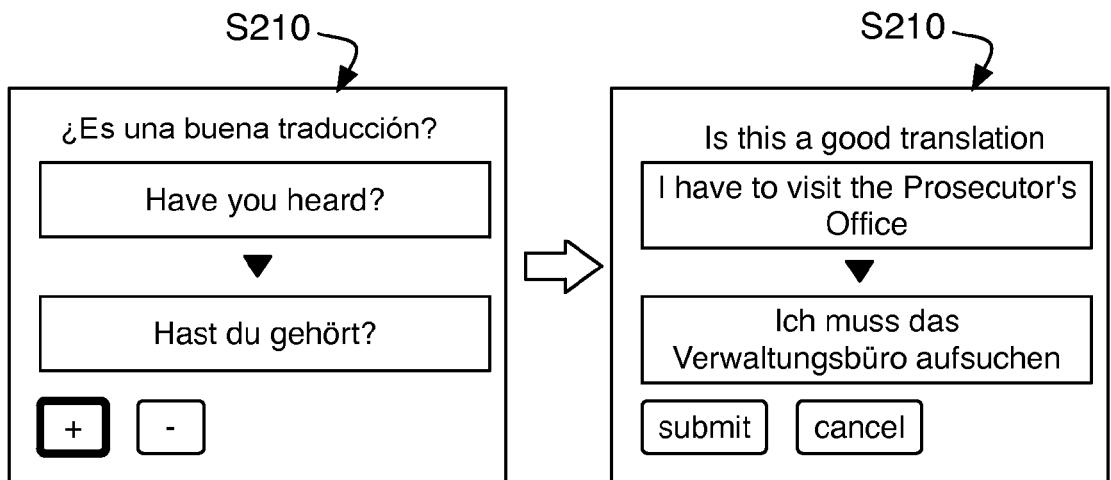 S210
¿Es una buena traducción?
Have you heard?
Hast du gehört?
+
-
S210
Is this a good translation
I have to visit the Prosecutor's
Office
Ich muss das
Verwaltungsbüro aufsuchen
submit
cancel